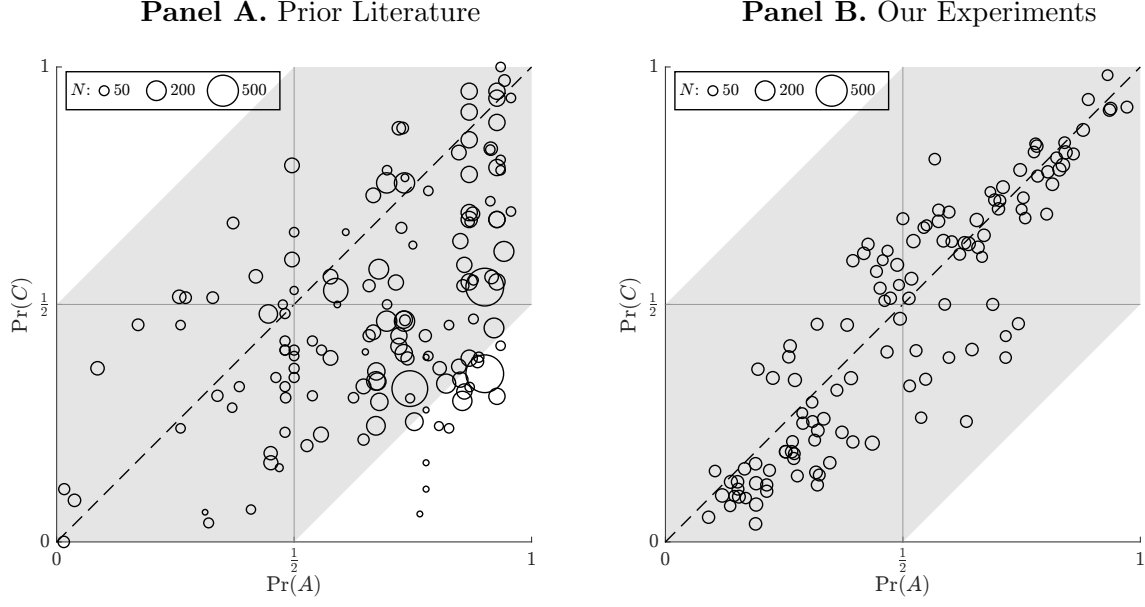 Panel A. Prior Literature
N: 50 200 500
1
1/2
0
Pr(C)
0 1/2 1
Pr(A)
Panel B. Our Experiments
N: 50 200 500
1
1/2
0
Pr(C)
0 1/2 1
Pr(A)